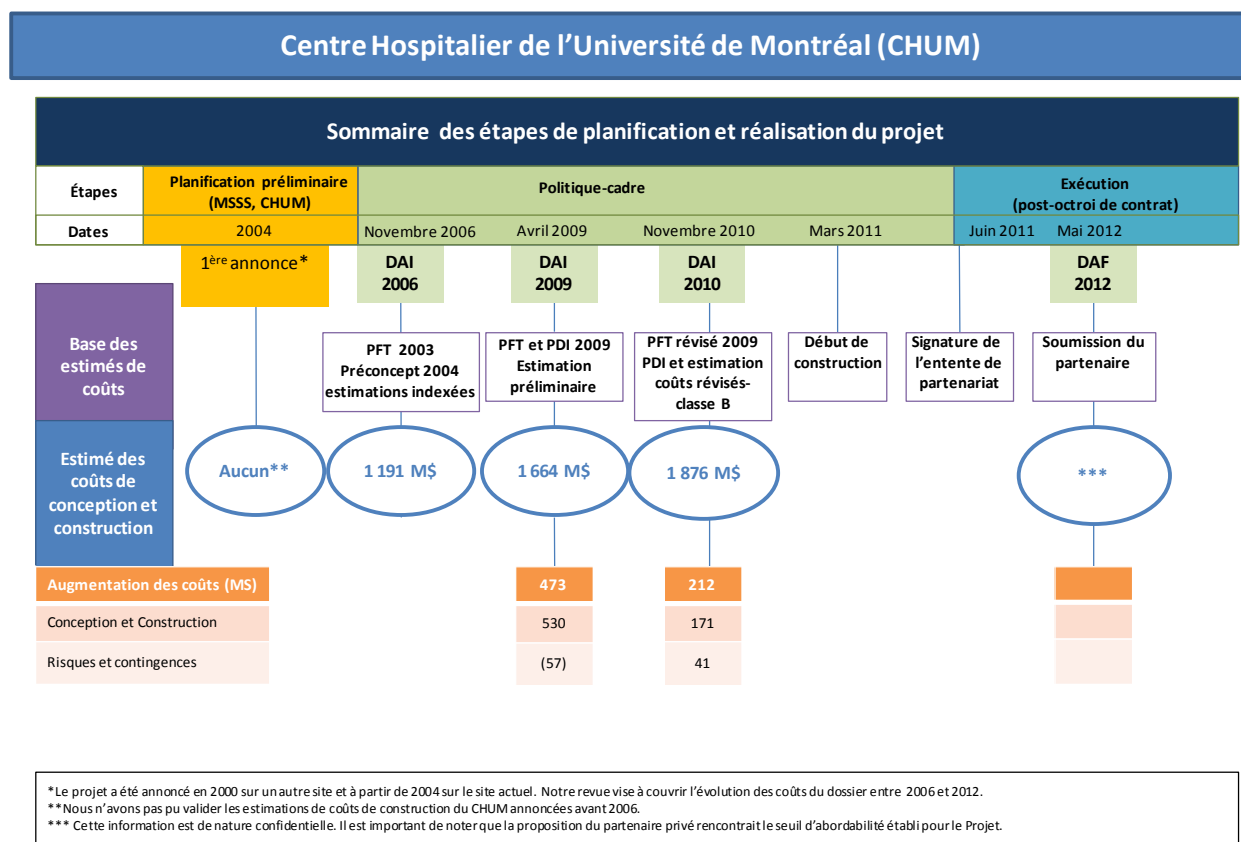 Centre Hospitalier de l'Université de Montréal (CHUM)
Sommaire des étapes de planification et réalisation du projet
Étapes
Planification préliminaire
(MSSS, CHUM)
Politique-cadre
Exécution
(post-octroi de contrat)
Dates
2004
Novembre 2006
Avril 2009
Novembre 2010
Mars 2011
Juin 2011
Mai 2012
1ère annonce*
DAI
2006
DAI
2009
DAI
2010
DAF
2012
Base des
estimés de
coûts
PFT 2003
Préconcept 2004
estimations indexées
PFT et PDI 2009
Estimation
préliminaire
PFT révisé 2009
PDI et estimation
coûts révisés-
classe B
Début de
construction
Signature de
l'entente de
partenariat
Soumission du
partenaire
Estimé des
coûts de
conception et
construction
Aucun**
1 191 M$
1 664 M$
1 876 M$
***
Augmentation des coûts (MS)
473
212
Conception et Construction
530
171
Risques et contingences
(57)
41
*Le projet a été annoncé en 2000 sur un autre site et à partir de 2004 sur le site actuel. Notre revue vise à couvrir l'évolution des coûts du dossier entre 2006 et 2012.
**Nous n'avons pas pu valider les estimations de coûts de construction du CHUM annoncées avant 2006.
*** Cette information est de nature confidentielle. Il est important de noter que la proposition du partenaire privé rencontrait le seuil d'abordabilité établi pour le Projet.